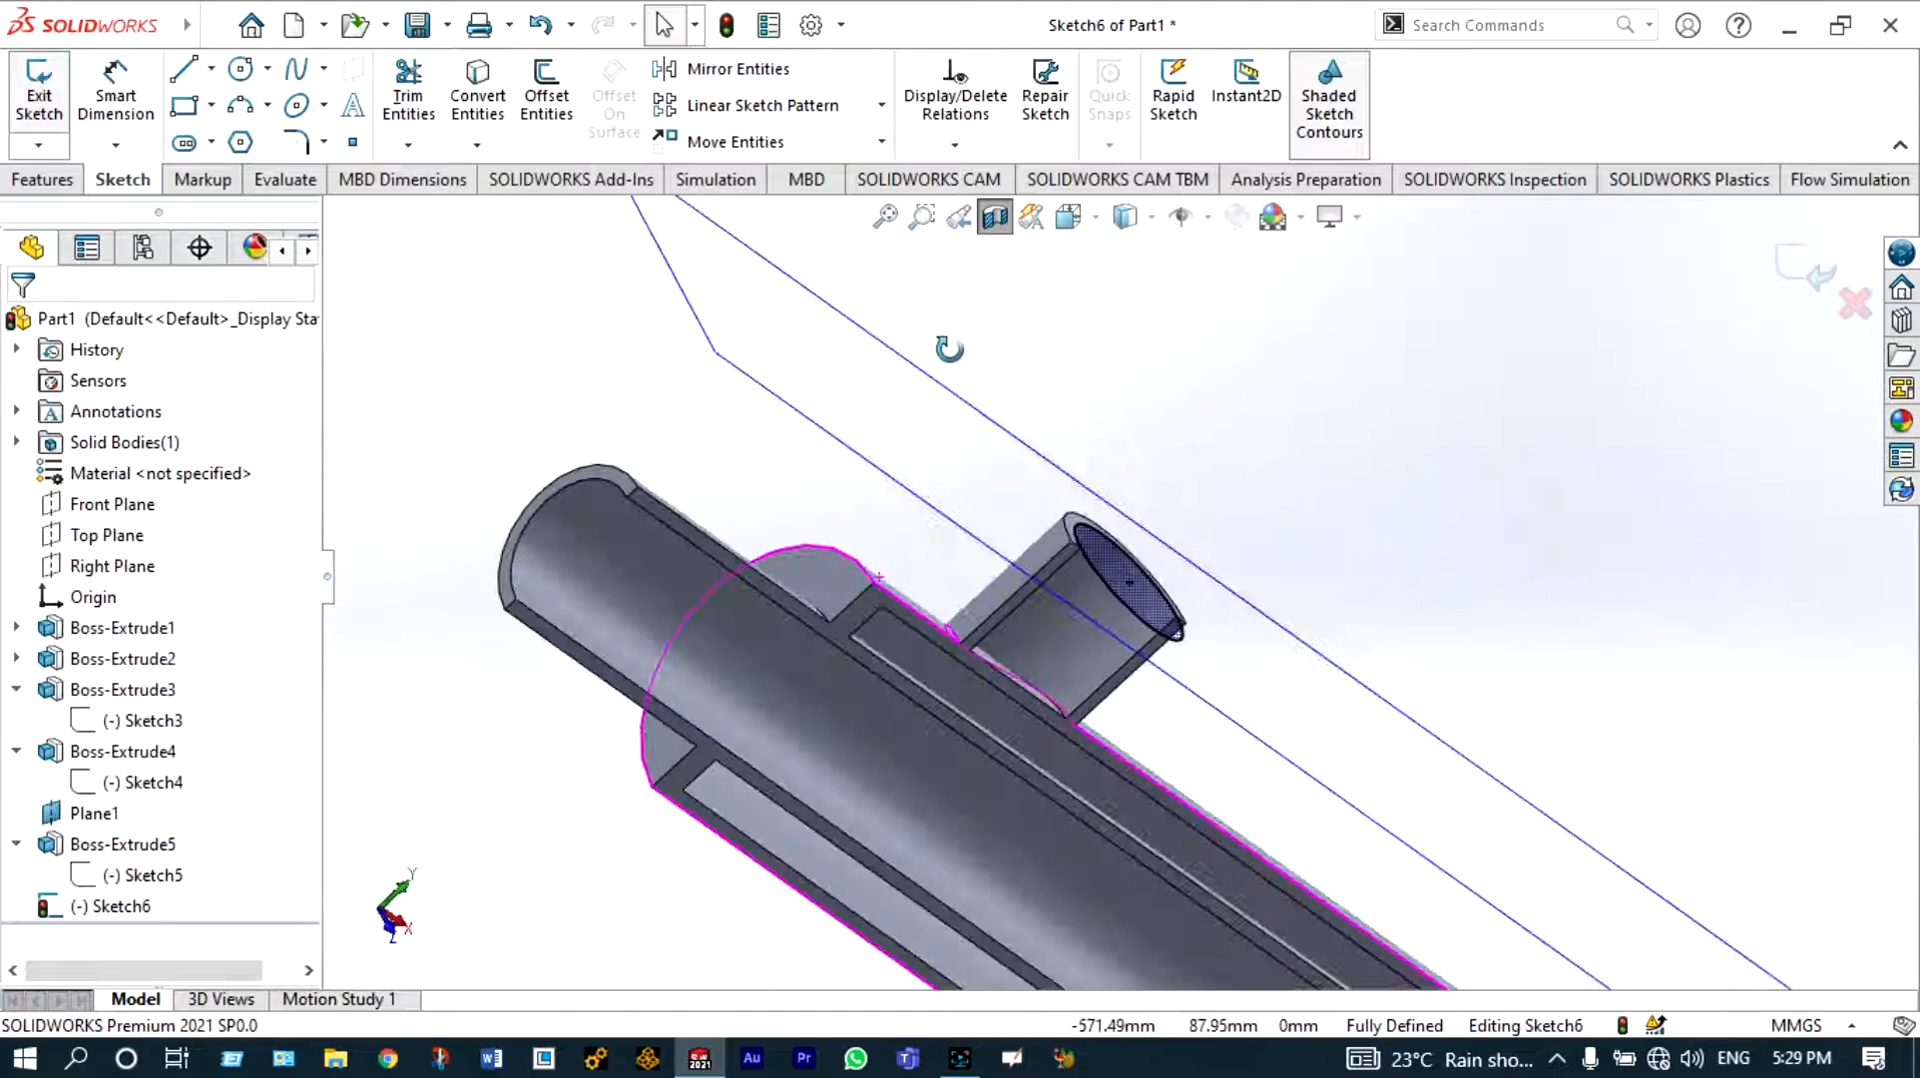 SOLIDWORKS
Sketch6 of Part1 *
Search Commands
Exit Sketch
Smart Dimension
Trim Entities
Convert Entities
Offset Entities
Offset On Surface
Mirror Entities
Linear Sketch Pattern
Move Entities
Display/Delete Relations
Repair Sketch
Quick Snaps
Rapid Sketch
Instant2D
Shaded Sketch Contours
Features
Sketch
Markup
Evaluate
MBD Dimensions
SOLIDWORKS Add-Ins
Simulation
MBD
SOLIDWORKS CAM
SOLIDWORKS CAM TBM
Analysis Preparation
SOLIDWORKS Inspection
SOLIDWORKS Plastics
Flow Simulation
Part1 (Default<<Default>_Display Sta
History
Sensors
Annotations
Solid Bodies(1)
Material <not specified>
Front Plane
Top Plane
Right Plane
Origin
Boss-Extrude1
Boss-Extrude2
Boss-Extrude3
(-) Sketch3
Boss-Extrude4
(-) Sketch4
Plane1
Boss-Extrude5
(-) Sketch5
(-) Sketch6
Y
X
Z
Model
3D Views
Motion Study 1
SOLIDWORKS Premium 2021 SP0.0
-571.49mm
87.95mm
0mm
Fully Defined
Editing Sketch6
MMGS
2021
Au
Pr
23°C Rain sho...
ENG
5:29 PM